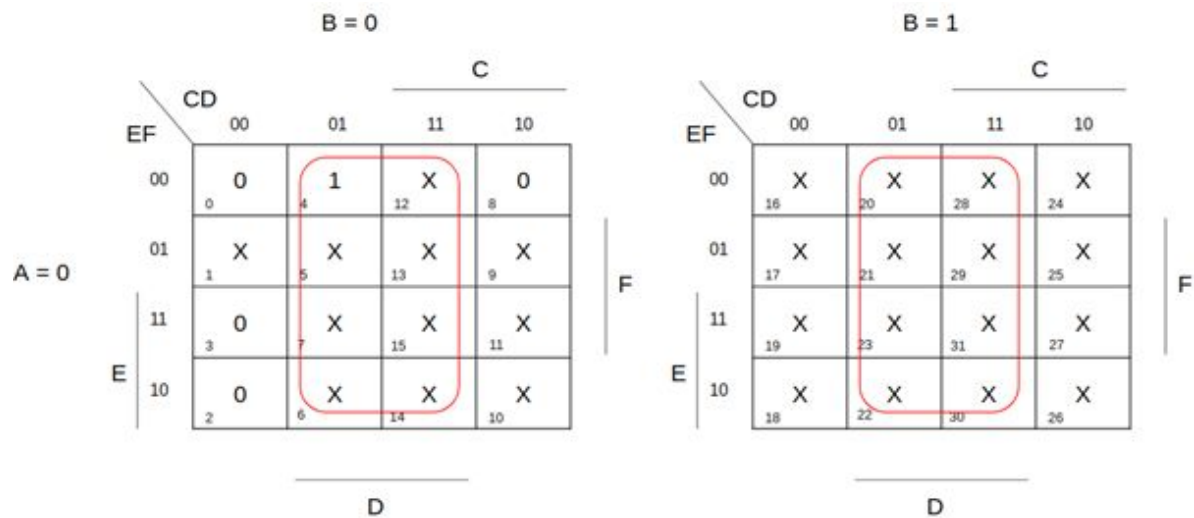 B = 0 B = 1
C C
CD CD
EF 00 01 11 10 EF 00 01 11 10
00 0 1 X 0 00 X X X X
0 4 12 8 16 20 28 24
01 X X X X 01 X X X X
1 5 13 9 17 21 29 25
A = 0 F F
11 0 X X X 11 X X X X
3 7 15 11 19 23 31 27
E E
10 0 X X X 10 X X X X
2 6 14 10 18 22 30 26
D D